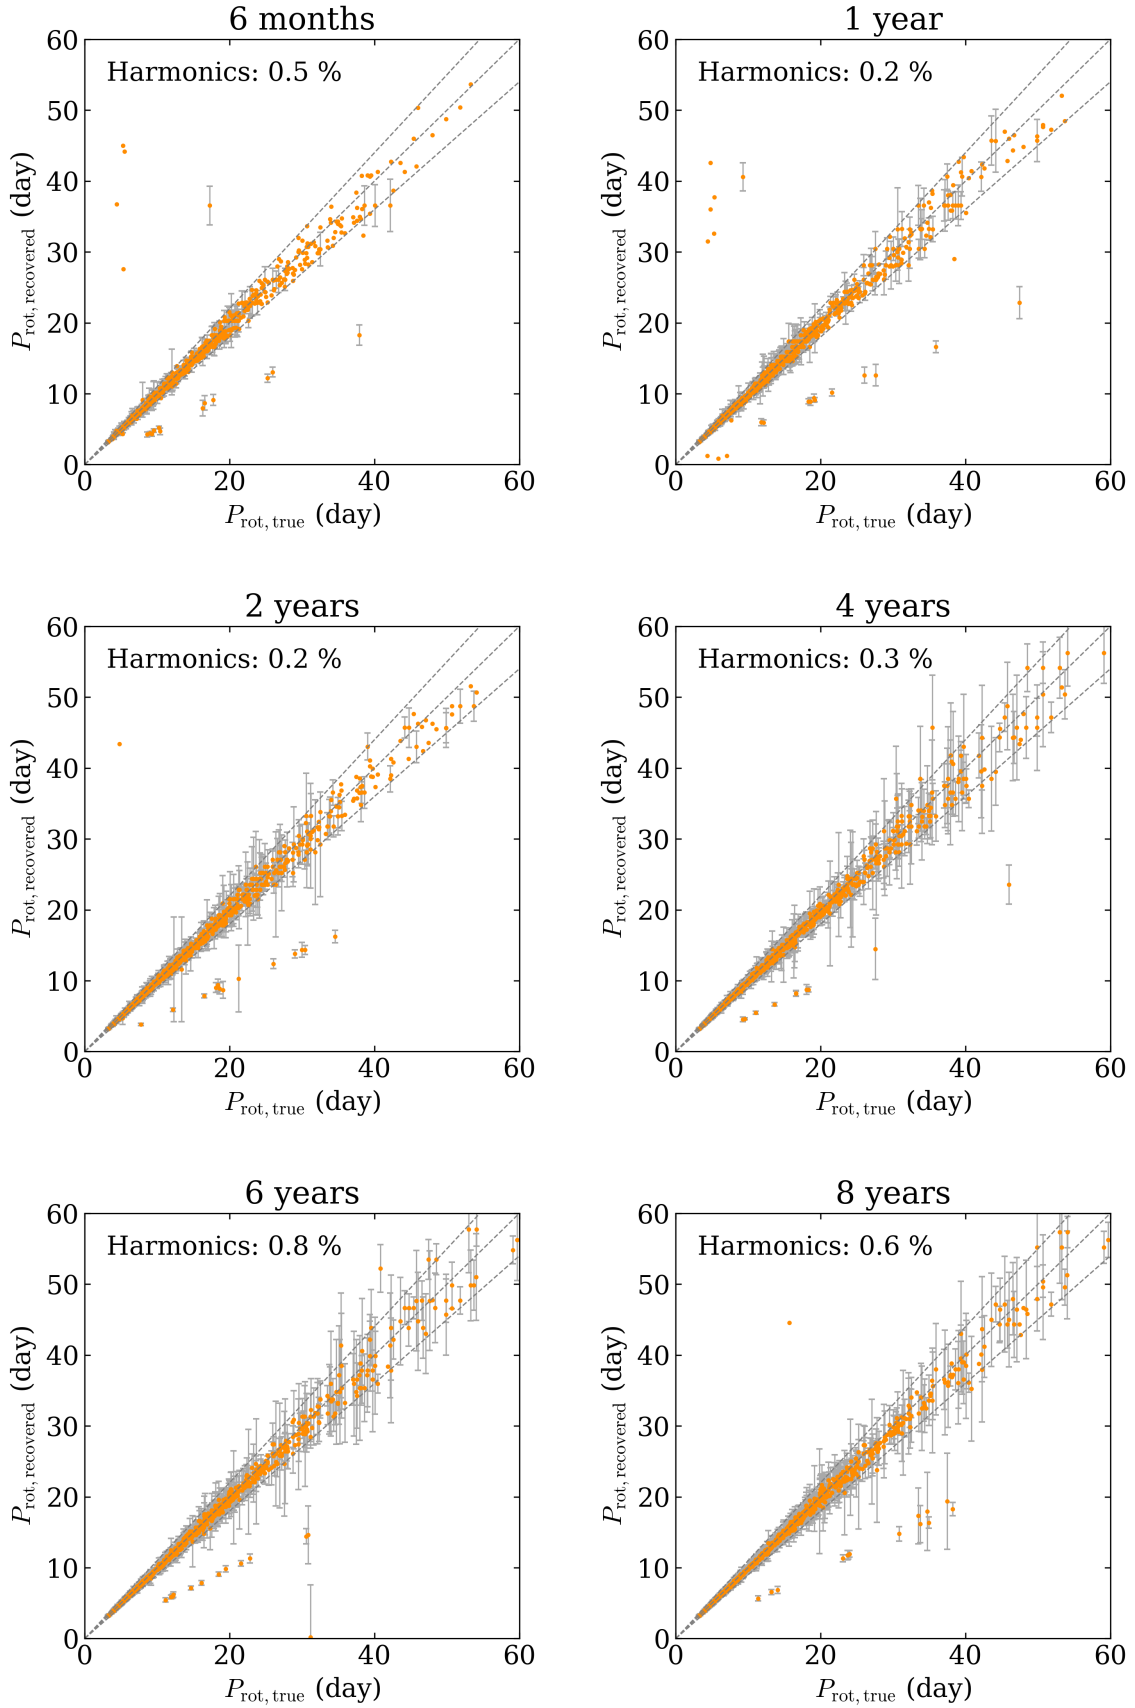 6 months
Harmonics: 0.5 %
60
50
40
30
20
10
0
0 20 40 60
P_rot, recovered (day)
P_rot, true (day)
1 year
Harmonics: 0.2 %
60
50
40
30
20
10
0
0 20 40 60
P_rot, recovered (day)
P_rot, true (day)
2 years
Harmonics: 0.2 %
60
50
40
30
20
10
0
0 20 40 60
P_rot, recovered (day)
P_rot, true (day)
4 years
Harmonics: 0.3 %
60
50
40
30
20
10
0
0 20 40 60
P_rot, recovered (day)
P_rot, true (day)
6 years
Harmonics: 0.8 %
60
50
40
30
20
10
0
0 20 40 60
P_rot, recovered (day)
P_rot, true (day)
8 years
Harmonics: 0.6 %
60
50
40
30
20
10
0
0 20 40 60
P_rot, recovered (day)
P_rot, true (day)